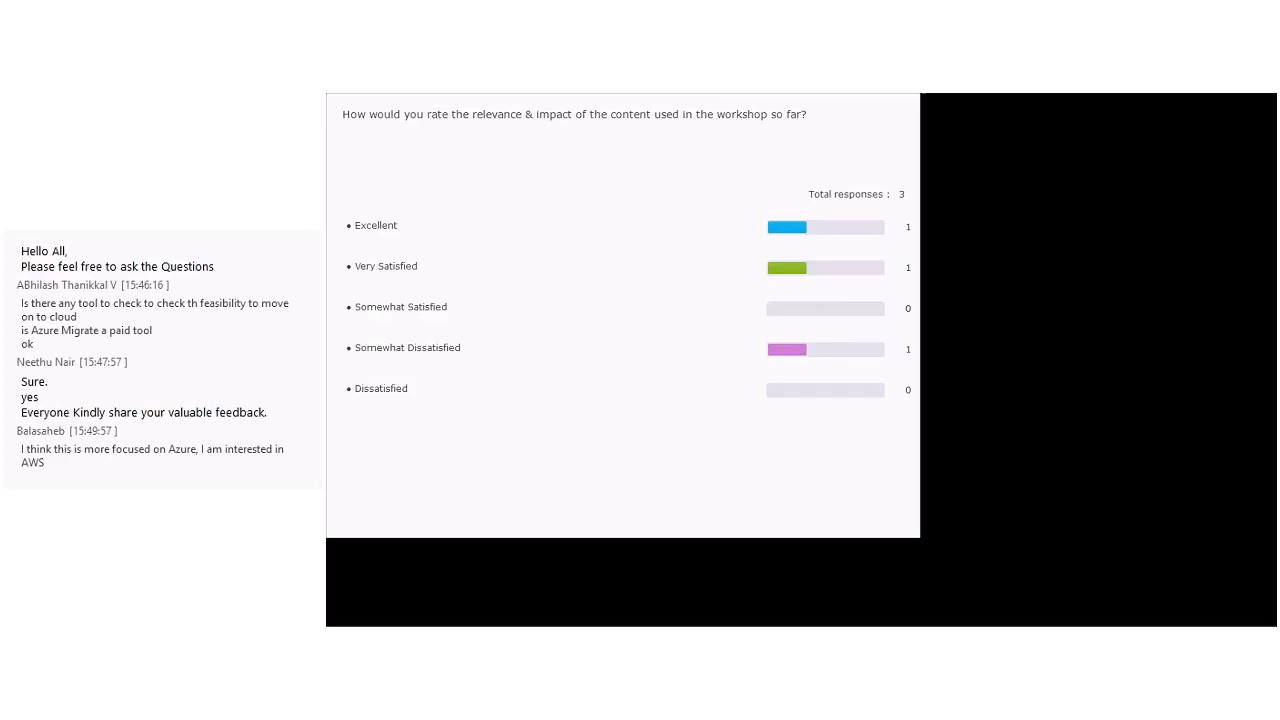 Hello All,
Please feel free to ask the Questions
ABhilash Thanikkal V [15:46:16 ]
Is there any tool to check to check th feasibility to move
on to cloud
is Azure Migrate a paid tool
ok
Neethu Nair [15:47:57 ]
Sure.
yes
Everyone Kindly share your valuable feedback.
Balasaheb [15:49:57 ]
I think this is more focused on Azure, I am interested in
AWS
How would you rate the relevance & impact of the content used in the workshop so far?
Total responses : 3
• Excellent 1
• Very Satisfied 1
• Somewhat Satisfied 0
• Somewhat Dissatisfied 1
• Dissatisfied 0